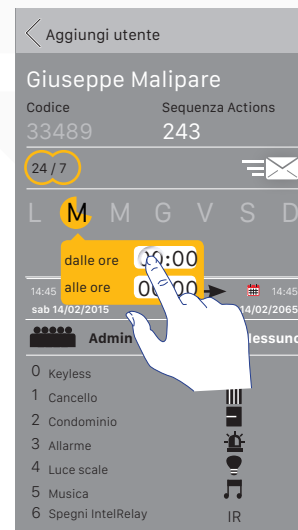 Aggiungi utente
Giuseppe Malipare
Codice Sequenza Actions
33489 243
24 / 7
L M M G V S D
dalle ore 00:00
alle ore 00:00
14:45 14:45
sab 14/02/2015 14/02/2065
Admin Nessuno
0 Keyless
1 Cancello
2 Condominio
3 Allarme
4 Luce scale
5 Musica
6 Spegni IntelRelay IR